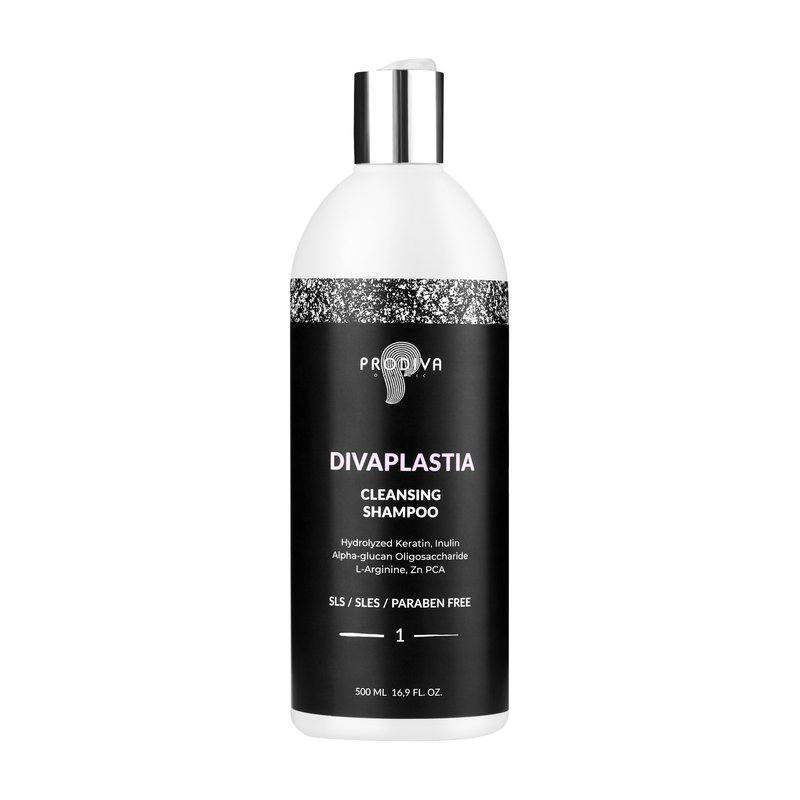 PRODIVA
DIVAPLASTIA
CLEANSING
SHAMPOO
Hydrolyzed Keratin, Inulin
Alpha-glucan Oligosaccharide
L-Arginine, Zn PCA
SLS / SLES / PARABEN FREE
1
500 ML 16,9 FL. OZ.